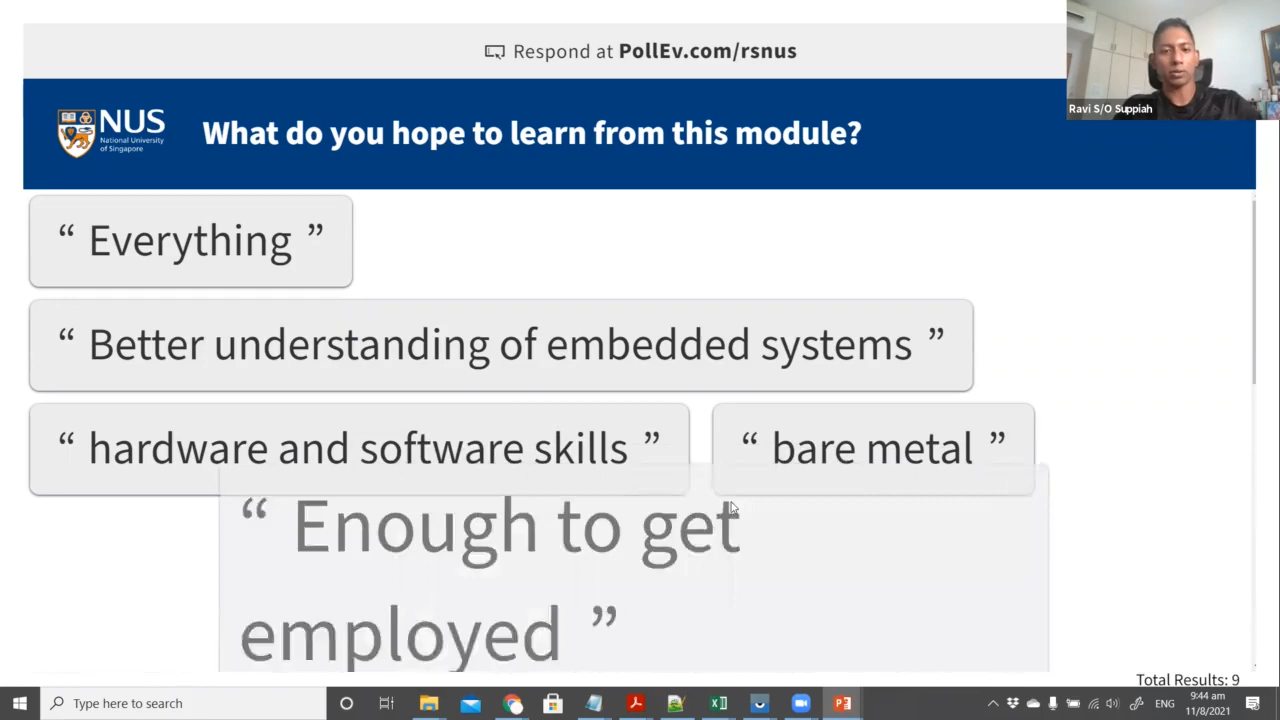 Respond at PollEv.com/rsnus
Ravi S/O Suppiah
NUS
National University
of Singapore
What do you hope to learn from this module?
“ Everything ”
“ Better understanding of embedded systems ”
“ hardware and software skills ” “ bare metal ”
“ Enough to get
employed ”
Total Results: 9
Type here to search
ENG
9:44 am
11/8/2021